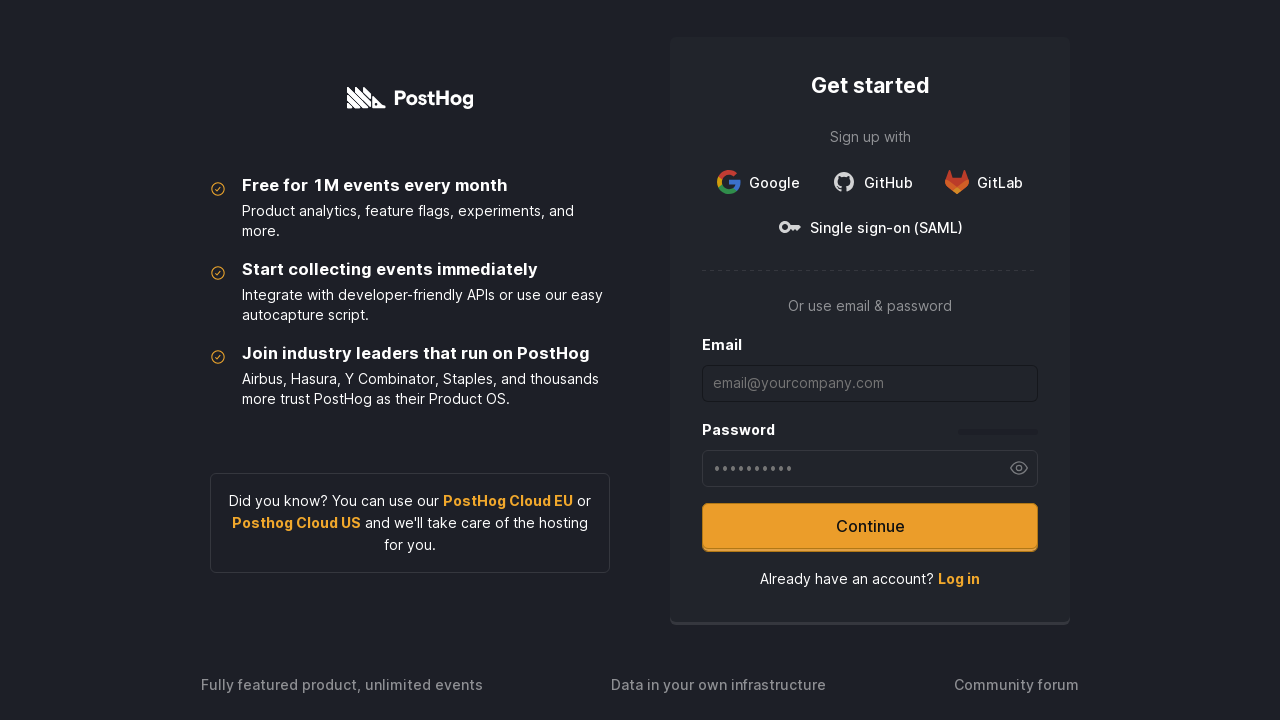 PostHog
Free for 1M events every month
Product analytics, feature flags, experiments, and
more.
Start collecting events immediately
Integrate with developer-friendly APIs or use our easy
autocapture script.
Join industry leaders that run on PostHog
Airbus, Hasura, Y Combinator, Staples, and thousands
more trust PostHog as their Product OS.
Did you know? You can use our PostHog Cloud EU or
Posthog Cloud US and we'll take care of the hosting
for you.
Get started
Sign up with
Google GitHub GitLab
Single sign-on (SAML)
Or use email & password
Email
email@yourcompany.com
Password
••••••••••
Continue
Already have an account? Log in
Fully featured product, unlimited events Data in your own infrastructure Community forum